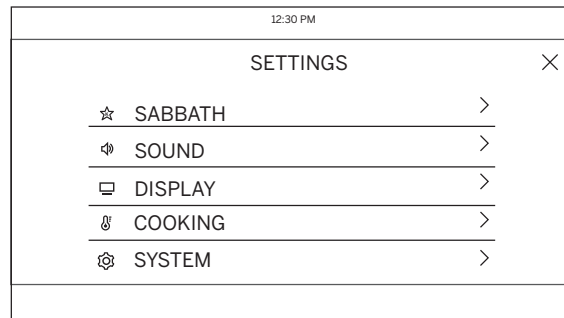 12:30 PM
SETTINGS
SABBATH
SOUND
DISPLAY
COOKING
SYSTEM